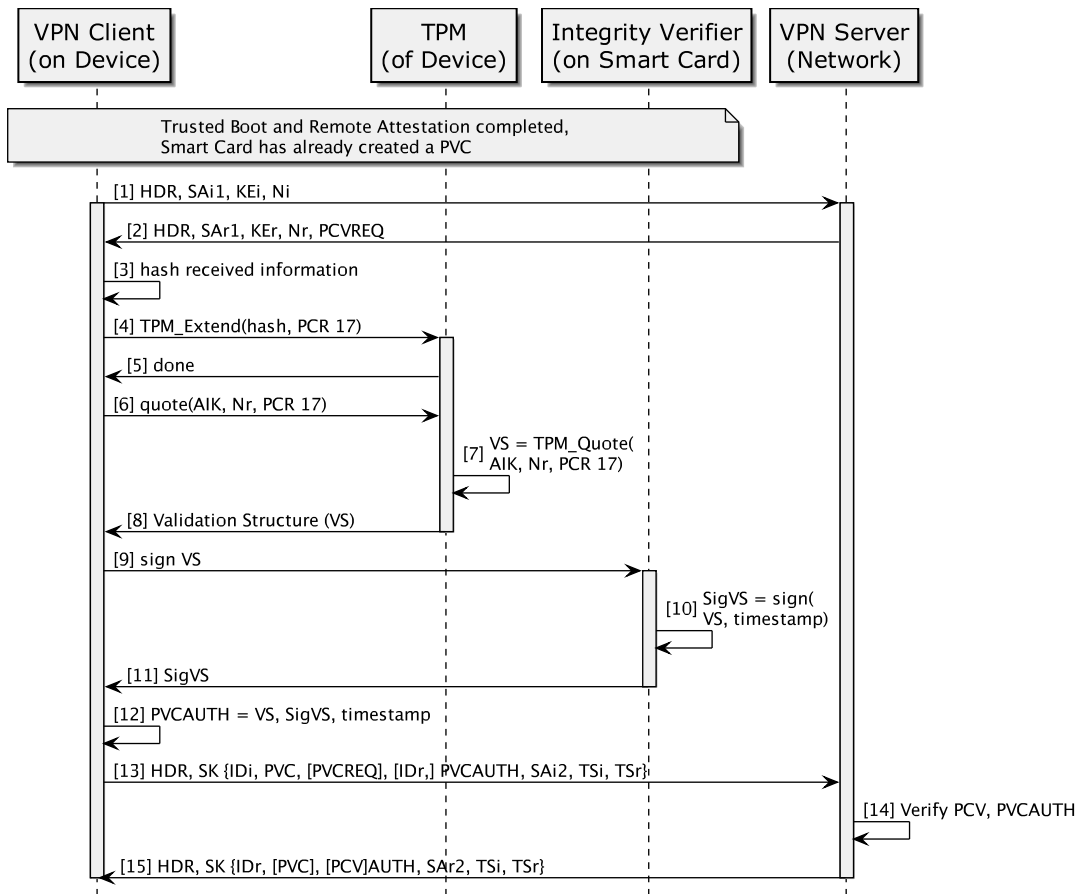 VPN Client
(on Device)
TPM
(of Device)
Integrity Verifier
(on Smart Card)
VPN Server
(Network)
Trusted Boot and Remote Attestation completed,
Smart Card has already created a PVC
[1] HDR, SAi1, KEi, Ni
[2] HDR, SAr1, KEr, Nr, PCVREQ
[3] hash received information
[4] TPM_Extend(hash, PCR 17)
[5] done
[6] quote(AIK, Nr, PCR 17)
[7] VS = TPM_Quote(
AIK, Nr, PCR 17)
[8] Validation Structure (VS)
[9] sign VS
[10] SigVS = sign(
VS, timestamp)
[11] SigVS
[12] PVCAUTH = VS, SigVS, timestamp
[13] HDR, SK {IDi, PVC, [PVCREQ], [IDr,] PVCAUTH, SAi2, TSi, TSr}
[14] Verify PCV, PVCAUTH
[15] HDR, SK {IDr, [PVC], [PCV]AUTH, SAr2, TSi, TSr}